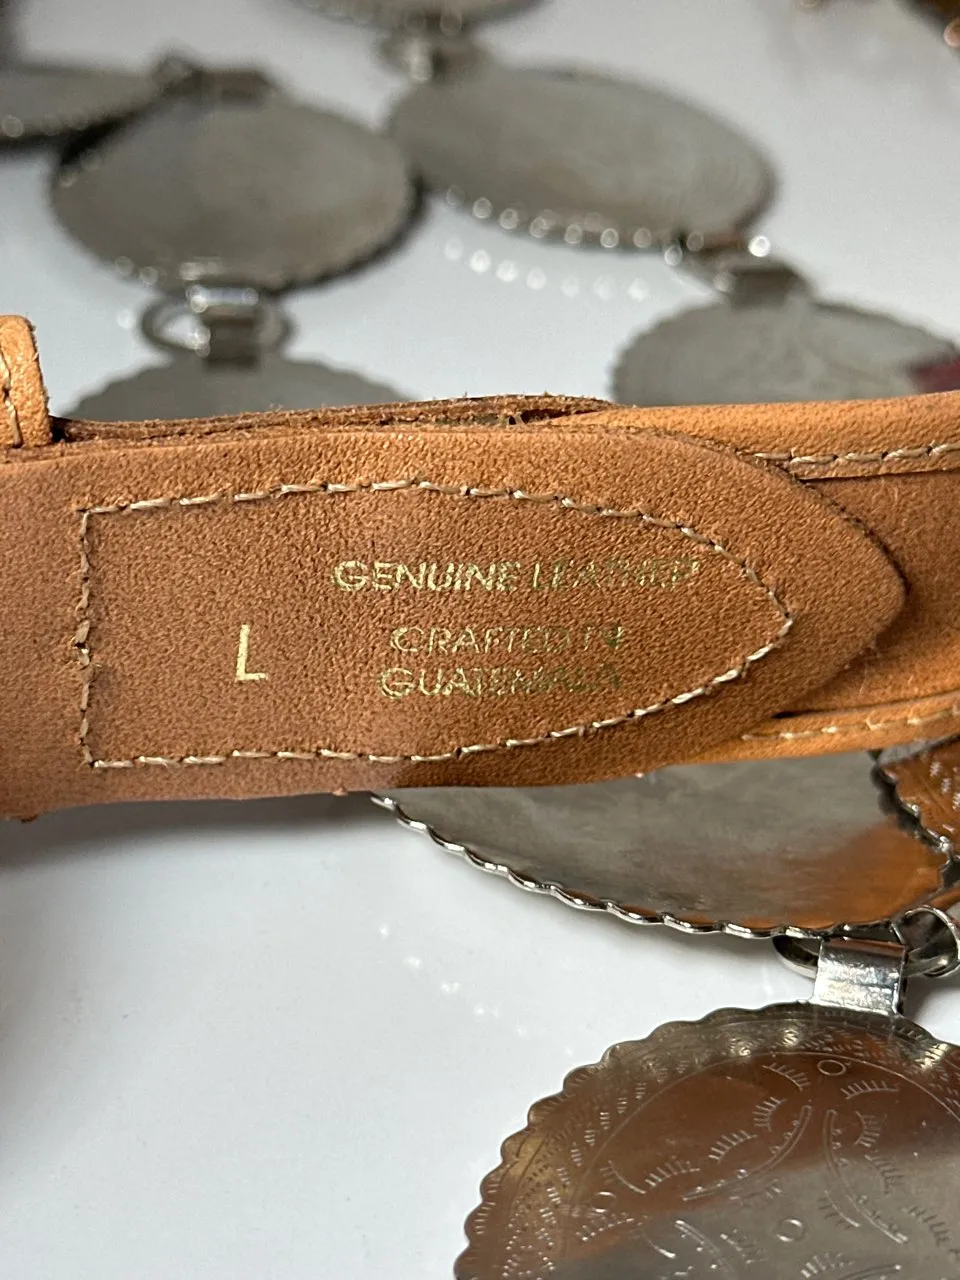 GENUINE LEATHER
L
CRAFTED IN
GUATEMALA